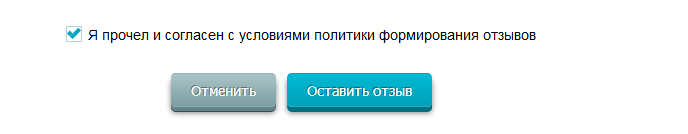 Я прочел и согласен с условиями политики формирования отзывов
Отменить Оставить отзыв